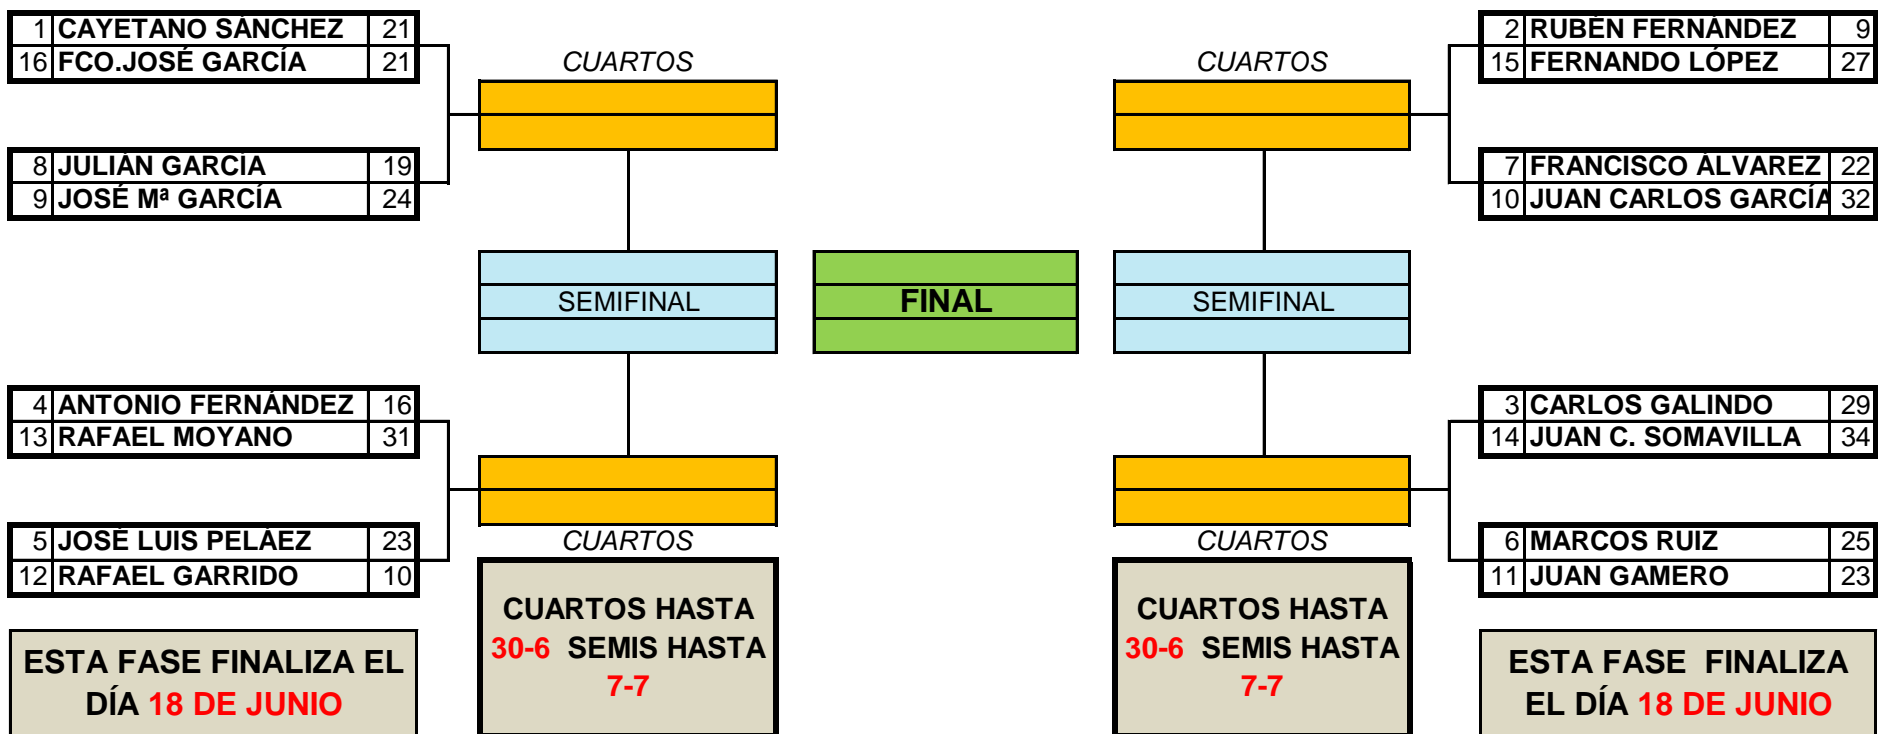 1 CAYETANO SÁNCHEZ 21
16 FCO.JOSÉ GARCÍA 21
8 JULIÁN GARCÍA 19
9 JOSÉ Mª GARCÍA 24
4 ANTONIO FERNÁNDEZ 16
13 RAFAEL MOYANO 31
5 JOSÉ LUIS PELÁEZ 23
12 RAFAEL GARRIDO 10
ESTA FASE FINALIZA EL
DÍA 18 DE JUNIO
CUARTOS
SEMIFINAL
CUARTOS
CUARTOS HASTA
30-6 SEMIS HASTA
7-7
FINAL
CUARTOS
SEMIFINAL
CUARTOS
CUARTOS HASTA
30-6 SEMIS HASTA
7-7
2 RUBÉN FERNÁNDEZ 9
15 FERNANDO LÓPEZ 27
7 FRANCISCO ÁLVAREZ 22
10 JUAN CARLOS GARCÍA 32
3 CARLOS GALINDO 29
14 JUAN C. SOMAVILLA 34
6 MARCOS RUIZ 25
11 JUAN GAMERO 23
ESTA FASE FINALIZA
EL DÍA 18 DE JUNIO